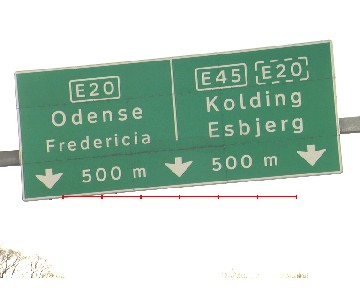 E20
Odense
Fredericia
500 m
E45 E20
Kolding
Esbjerg
500 m